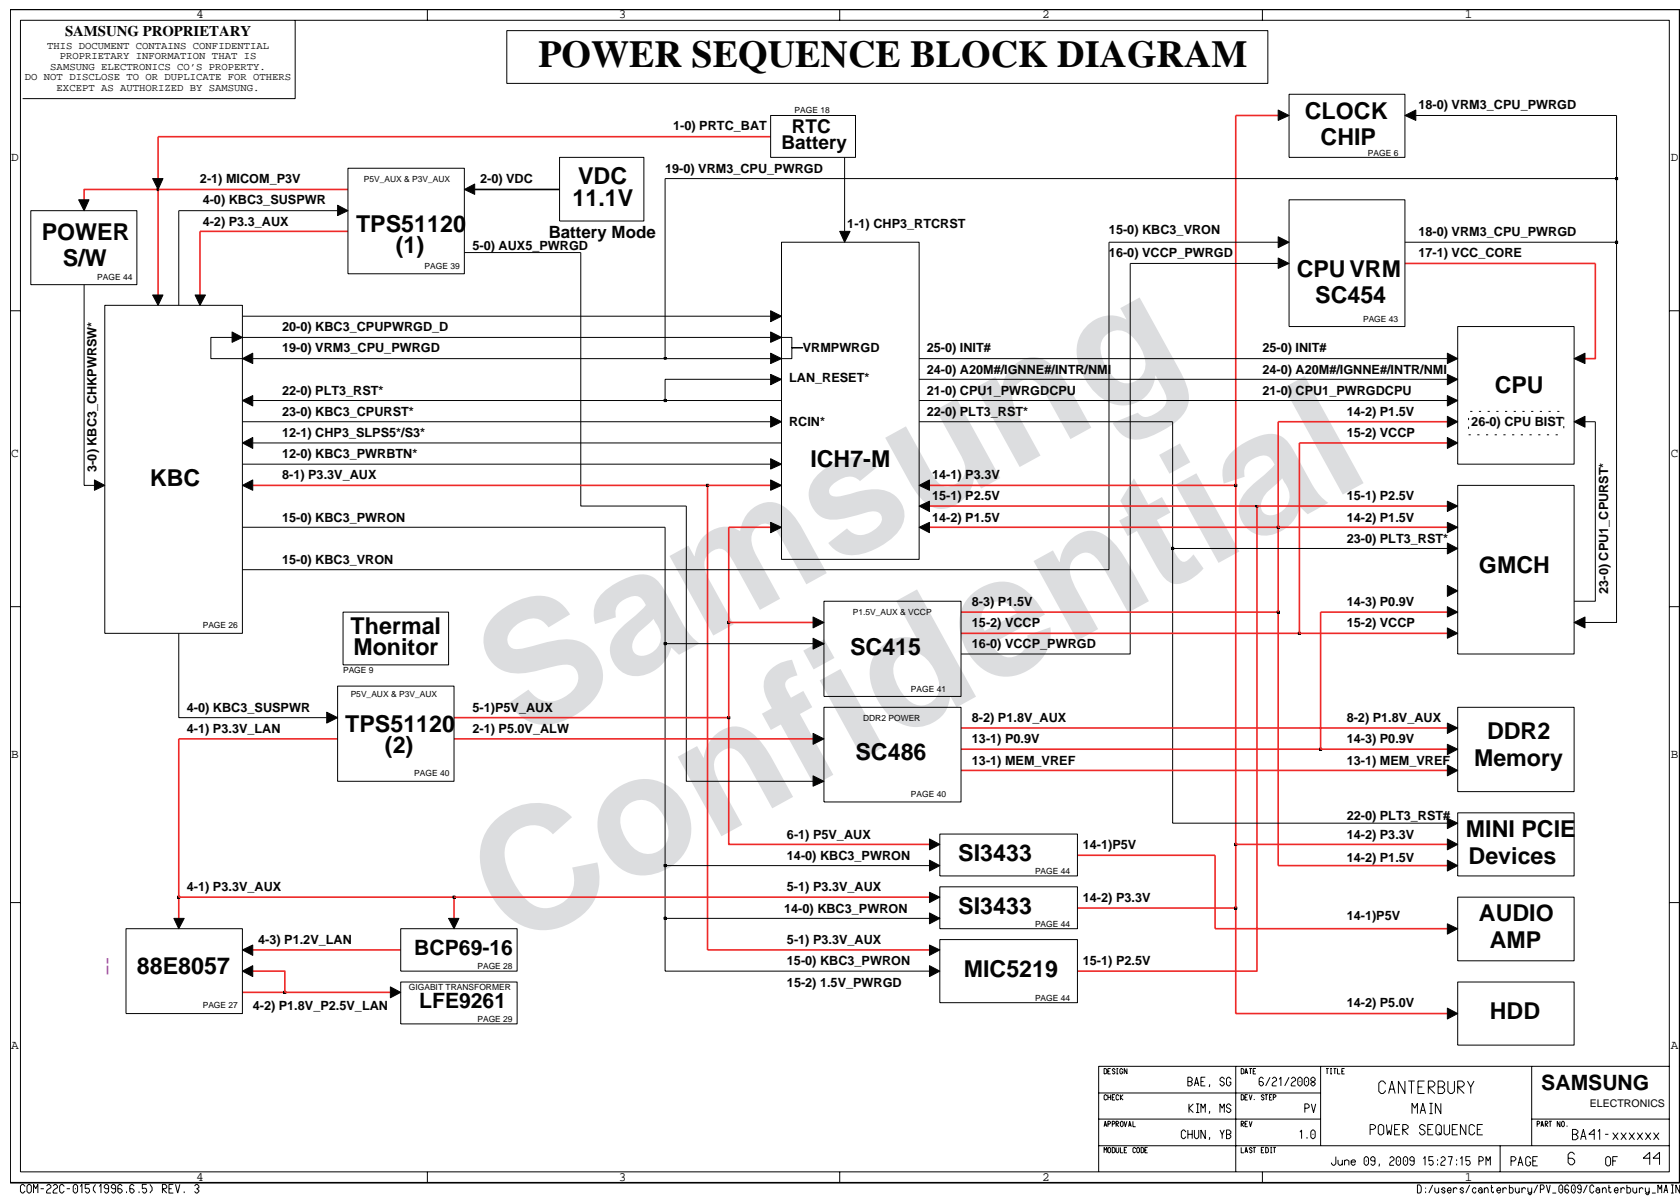 4 3 2 1
SAMSUNG PROPRIETARY
THIS DOCUMENT CONTAINS CONFIDENTIAL
PROPRIETARY INFORMATION THAT IS
SAMSUNG ELECTRONICS CO'S PROPERTY.
DO NOT DISCLOSE TO OR DUPLICATE FOR OTHERS
EXCEPT AS AUTHORIZED BY SAMSUNG.
POWER SEQUENCE BLOCK DIAGRAM
Samsung
Confidential
PAGE 18
RTC
Battery
1-0) PRTC_BAT
CLOCK
CHIP
PAGE 6
18-0) VRM3_CPU_PWRGD
D
D
2-1) MICOM_P3V
4-0) KBC3_SUSPWR
4-2) P3.3_AUX
P5V_AUX & P3V_AUX
TPS51120
(1)
PAGE 39
2-0) VDC
VDC
11.1V
Battery Mode
5-0) AUX5_PWRGD
19-0) VRM3_CPU_PWRGD
1-1) CHP3_RTCRST
POWER
S/W
PAGE 44
15-0) KBC3_VRON
16-0) VCCP_PWRGD
CPU VRM
SC454
PAGE 43
18-0) VRM3_CPU_PWRGD
17-1) VCC_CORE
3-0) KBC3_CHKPWRSW*
KBC
PAGE 26
20-0) KBC3_CPUPWRGD_D
19-0) VRM3_CPU_PWRGD
22-0) PLT3_RST*
23-0) KBC3_CPURST*
12-1) CHP3_SLPS5*/S3*
12-0) KBC3_PWRBTN*
8-1) P3.3V_AUX
15-0) KBC3_PWRON
15-0) KBC3_VRON
VRMPWRGD
LAN_RESET*
RCIN*
ICH7-M
25-0) INIT#
24-0) A20M#/IGNNE#/INTR/NMI
21-0) CPU1_PWRGDCPU
22-0) PLT3_RST*
14-1) P3.3V
15-1) P2.5V
14-2) P1.5V
25-0) INIT#
24-0) A20M#/IGNNE#/INTR/NMI
21-0) CPU1_PWRGDCPU
14-2) P1.5V
15-2) VCCP
CPU
26-0) CPU BIST
C
C
23-0) CPU1_CPURST*
15-1) P2.5V
14-2) P1.5V
23-0) PLT3_RST*
14-3) P0.9V
15-2) VCCP
GMCH
Thermal
Monitor
PAGE 9
P1.5V_AUX & VCCP
SC415
PAGE 41
8-3) P1.5V
15-2) VCCP
16-0) VCCP_PWRGD
4-0) KBC3_SUSPWR
4-1) P3.3V_LAN
P5V_AUX & P3V_AUX
TPS51120
(2)
PAGE 40
5-1)P5V_AUX
2-1) P5.0V_ALW
DDR2 POWER
SC486
PAGE 40
8-2) P1.8V_AUX
13-1) P0.9V
13-1) MEM_VREF
8-2) P1.8V_AUX
14-3) P0.9V
13-1) MEM_VREF
DDR2
Memory
B
B
6-1) P5V_AUX
14-0) KBC3_PWRON
SI3433
PAGE 44
14-1)P5V
22-0) PLT3_RST#
14-2) P3.3V
14-2) P1.5V
MINI PCIE
Devices
4-1) P3.3V_AUX
5-1) P3.3V_AUX
14-0) KBC3_PWRON
SI3433
PAGE 44
14-2) P3.3V
14-1)P5V
AUDIO
AMP
88E8057
PAGE 27
4-3) P1.2V_LAN
4-2) P1.8V_P2.5V_LAN
BCP69-16
PAGE 28
GIGABIT TRANSFORMER
LFE9261
PAGE 29
5-1) P3.3V_AUX
15-0) KBC3_PWRON
15-2) 1.5V_PWRGD
MIC5219
PAGE 44
15-1) P2.5V
14-2) P5.0V
HDD
A
A
DESIGN BAE, SG DATE 6/21/2008 TITLE
CHECK KIM, MS DEV. STEP PV
APPROVAL CHUN, YB REV 1.0
MODULE CODE LAST EDIT June 09, 2009 15:27:15 PM
CANTERBURY
MAIN
POWER SEQUENCE
SAMSUNG
ELECTRONICS
PART NO. BA41-xxxxxx
PAGE 6 OF 44
4 3 2 1
COM-22C-015(1996.6.5) REV. 3
D:/users/canterbury/PV_0609/Canterbury_MAIN